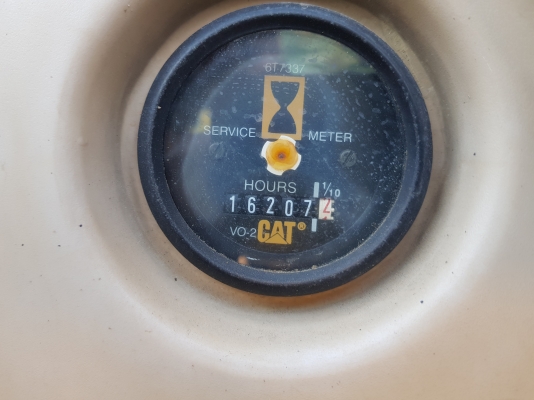 6T7337
SERVICE METER
HOURS 1/10
162074
VO-2 CAT®